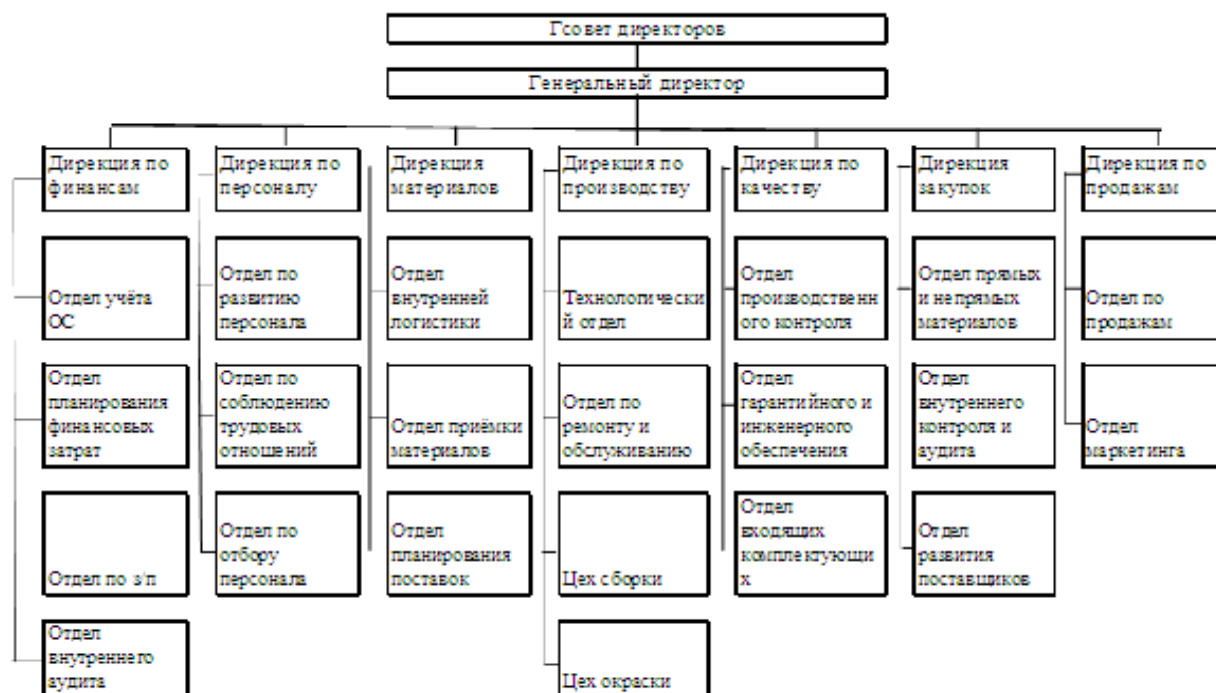 Гсовет директоров
Генеральный директор
Дирекция по
финансам
Дирекция по
персоналу
Дирекция
материалов
Дирекция по
производству
Дирекция по
качеству
Дирекция
закупок
Дирекция по
продажам
Отдел учёта
ОС
Отдел по
развитию
персонала
Отдел
внутренней
логистики
Технологически
й отдел
Отдел
производственн
ого контроля
Отдел прямых
и непрямых
материалов
Отдел по
продажам
Отдел
планирования
финансовых
затрат
Отдел по
соблюдению
трудовых
отношений
Отдел приёмки
материалов
Отдел по
ремонту и
обслуживанию
Отдел
гарантийного и
инженерного
обеспечения
Отдел
внутреннего
контроля и
аудита
Отдел
маркетинга
Отдел по з/п
Отдел по
отбору
персонала
Отдел
планирования
поставок
Цех сборки
Отдел
входящих
комплектующи
х
Отдел
развития
поставщиков
Отдел
внутреннего
аудита
Цех окраски